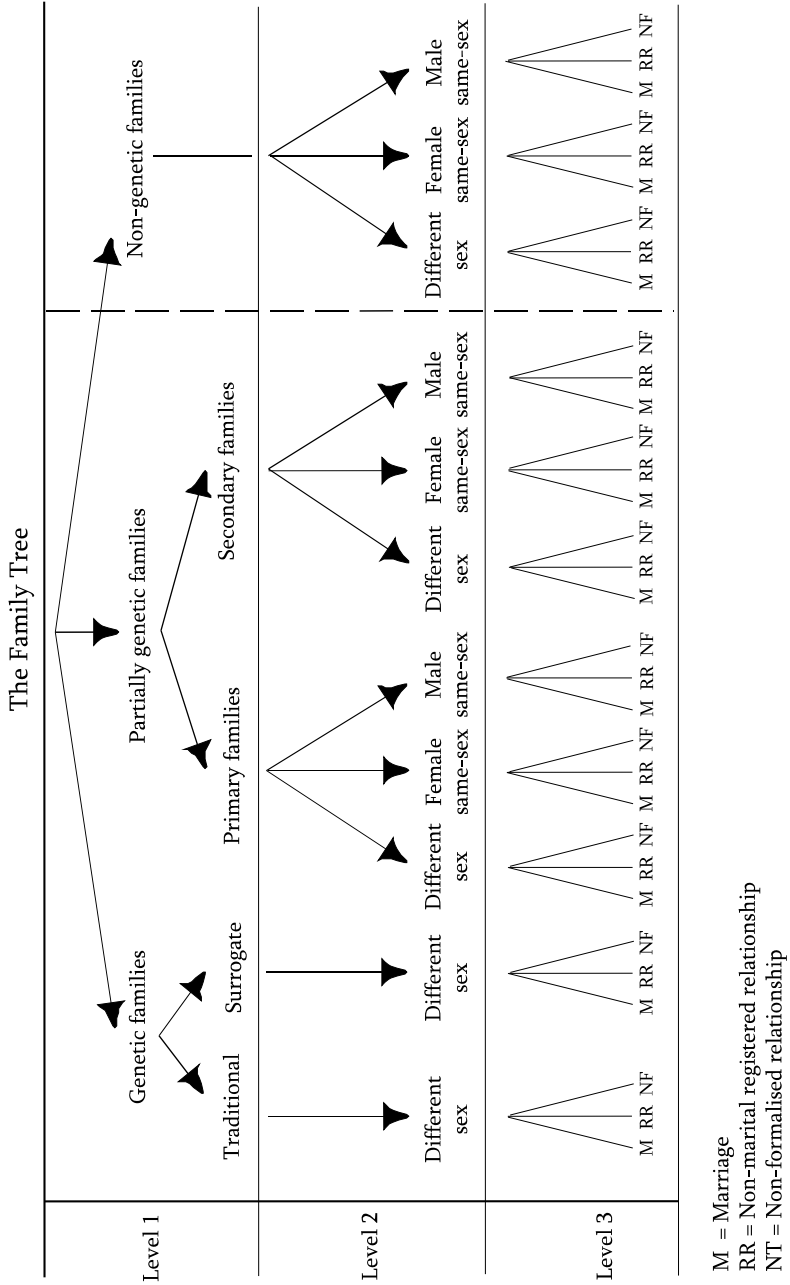 The Family Tree
Level 1
Genetic families
Partially genetic families
Non-genetic families
Traditional
Surrogate
Primary families
Secondary families
Level 2
Different
sex
Different
sex
Different
sex
Female
same-sex
Male
same-sex
Different
sex
Female
same-sex
Male
same-sex
Different
sex
Female
same-sex
Male
same-sex
Level 3
M RR NF
M RR NF
M RR NF
M RR NF
M RR NF
M RR NF
M RR NF
M RR NF
M RR NF
M RR NF
M RR NF
M = Marriage
RR = Non-marital registered relationship
NT = Non-formalised relationship